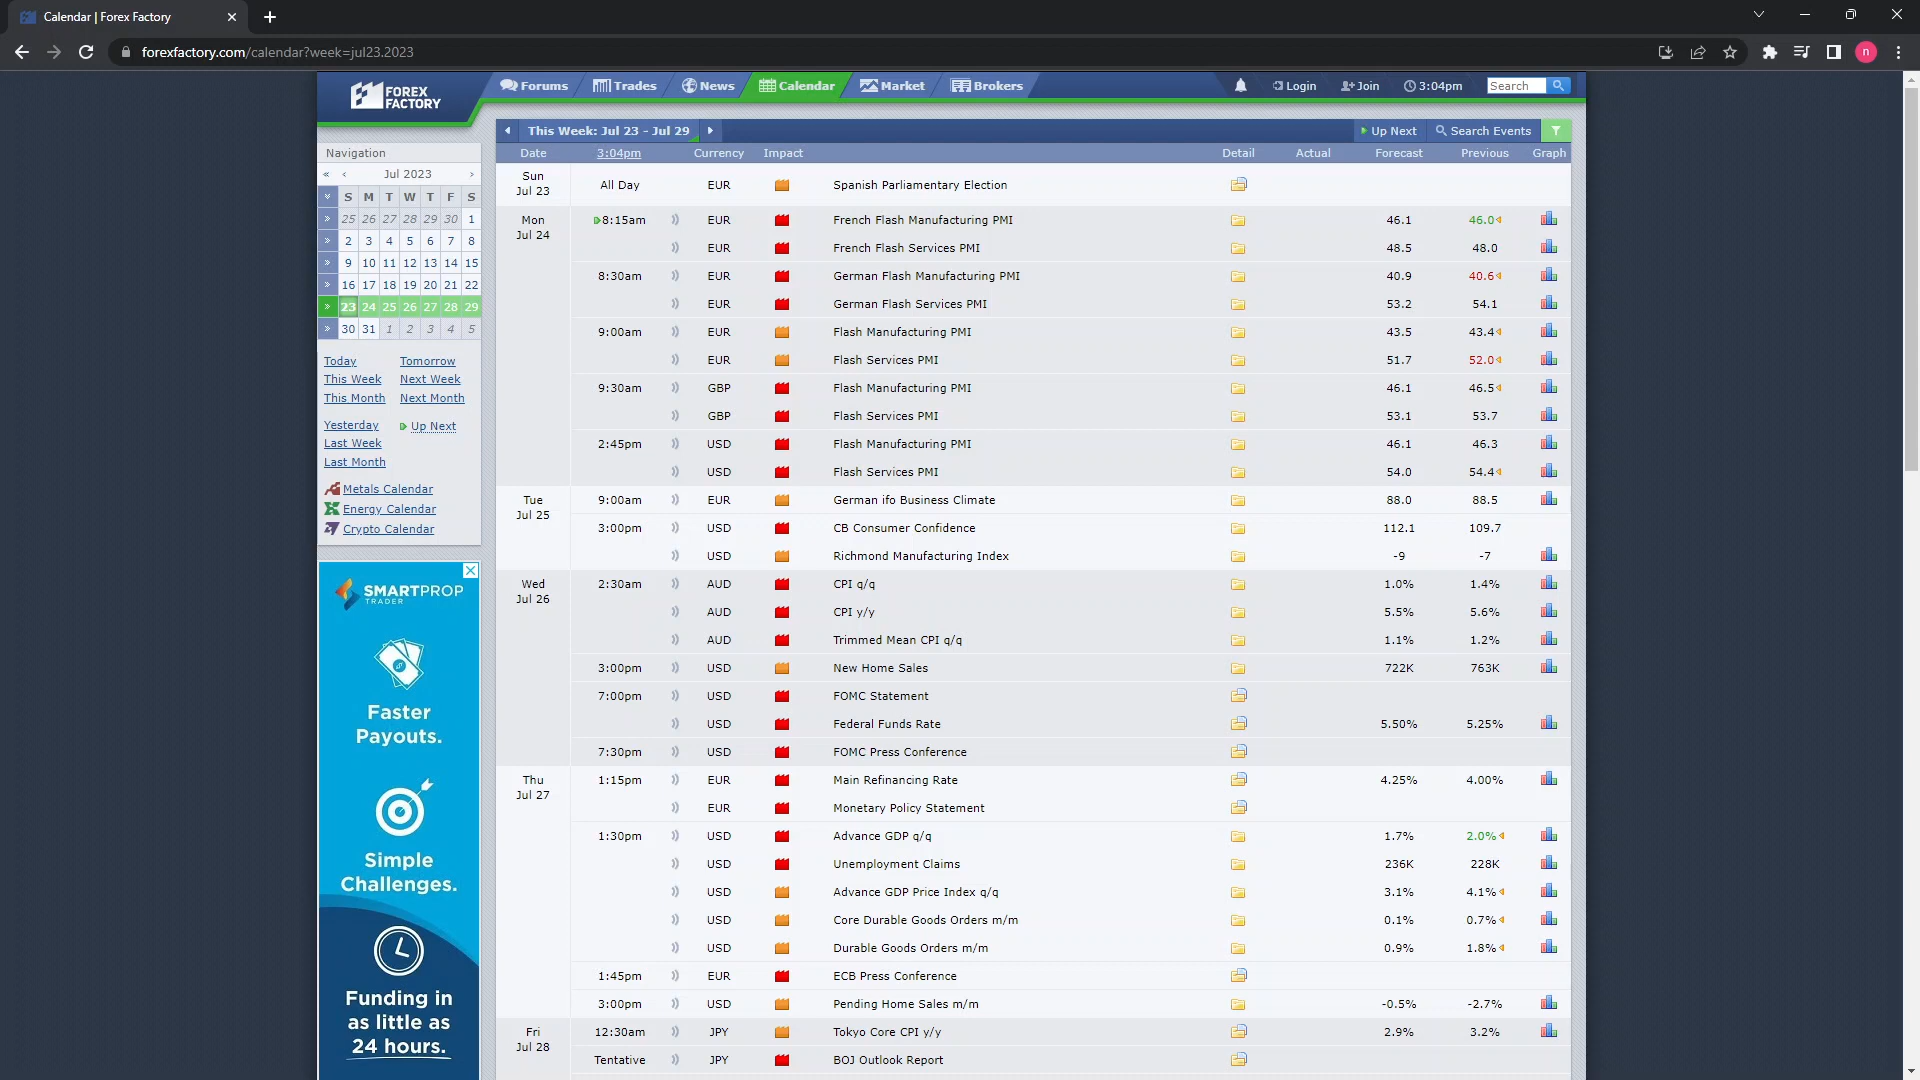 Calendar | Forex Factory
forexfactory.com/calendar?week=jul23.2023
n
FOREX FACTORY
Forums Trades News Calendar Market Brokers Login Join 3:04pm Search
This Week: Jul 23 - Jul 29 Up Next Search Events
Date 3:04pm Currency Impact Detail Actual Forecast Previous Graph
Navigation
« ‹ Jul 2023 ›
S M T W T F S
25 26 27 28 29 30 1
2 3 4 5 6 7 8
9 10 11 12 13 14 15
16 17 18 19 20 21 22
23 24 25 26 27 28 29
30 31 1 2 3 4 5
Today Tomorrow
This Week Next Week
This Month Next Month
Yesterday Up Next
Last Week
Last Month
Metals Calendar
Energy Calendar
Crypto Calendar
SMARTPROP
TRADER
Faster
Payouts.
Simple
Challenges.
Funding in
as little as
24 hours.
Sun Jul 23 All Day EUR Spanish Parliamentary Election
Mon Jul 24 8:15am EUR French Flash Manufacturing PMI 46.1 46.0
EUR French Flash Services PMI 48.5 48.0
8:30am EUR German Flash Manufacturing PMI 40.9 40.6
EUR German Flash Services PMI 53.2 54.1
9:00am EUR Flash Manufacturing PMI 43.5 43.4
EUR Flash Services PMI 51.7 52.0
9:30am GBP Flash Manufacturing PMI 46.1 46.5
GBP Flash Services PMI 53.1 53.7
2:45pm USD Flash Manufacturing PMI 46.1 46.3
USD Flash Services PMI 54.0 54.4
Tue Jul 25 9:00am EUR German ifo Business Climate 88.0 88.5
3:00pm USD CB Consumer Confidence 112.1 109.7
USD Richmond Manufacturing Index -9 -7
Wed Jul 26 2:30am AUD CPI q/q 1.0% 1.4%
AUD CPI y/y 5.5% 5.6%
AUD Trimmed Mean CPI q/q 1.1% 1.2%
3:00pm USD New Home Sales 722K 763K
7:00pm USD FOMC Statement
USD Federal Funds Rate 5.50% 5.25%
7:30pm USD FOMC Press Conference
Thu Jul 27 1:15pm EUR Main Refinancing Rate 4.25% 4.00%
EUR Monetary Policy Statement
1:30pm USD Advance GDP q/q 1.7% 2.0%
USD Unemployment Claims 236K 228K
USD Advance GDP Price Index q/q 3.1% 4.1%
USD Core Durable Goods Orders m/m 0.1% 0.7%
USD Durable Goods Orders m/m 0.9% 1.8%
1:45pm EUR ECB Press Conference
3:00pm USD Pending Home Sales m/m -0.5% -2.7%
Fri Jul 28 12:30am JPY Tokyo Core CPI y/y 2.9% 3.2%
Tentative JPY BOJ Outlook Report